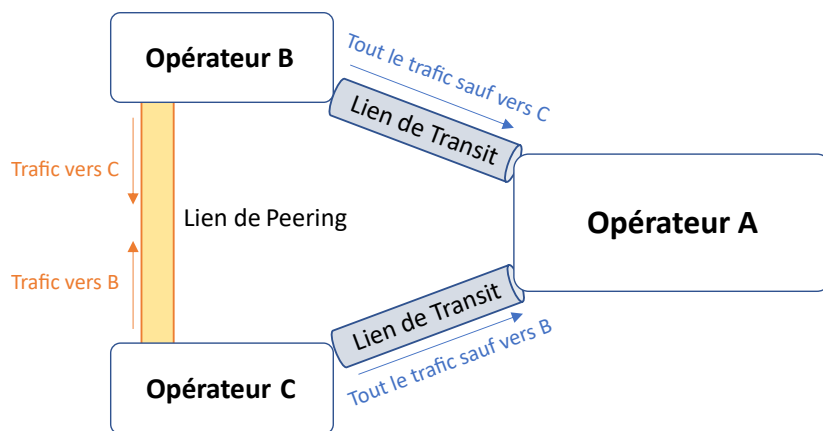 Opérateur B
Tout le trafic sauf vers C
Lien de Transit
Trafic vers C
Lien de Peering
Opérateur A
Trafic vers B
Lien de Transit
Tout le trafic sauf vers B
Opérateur C